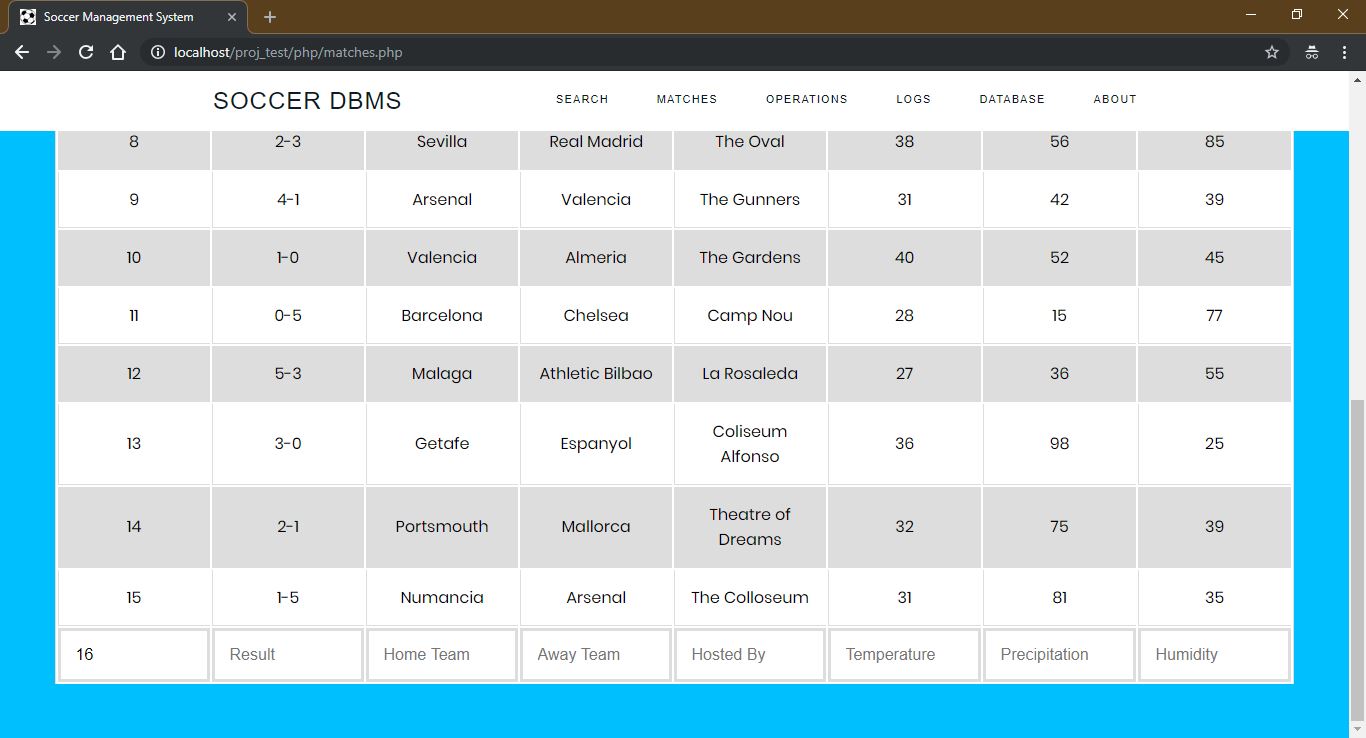 Soccer Management System
localhost/proj_test/php/matches.php
SOCCER DBMS SEARCH MATCHES OPERATIONS LOGS DATABASE ABOUT
8 2-3 Sevilla Real Madrid The Oval 38 56 85
9 4-1 Arsenal Valencia The Gunners 31 42 39
10 1-0 Valencia Almeria The Gardens 40 52 45
11 0-5 Barcelona Chelsea Camp Nou 28 15 77
12 5-3 Malaga Athletic Bilbao La Rosaleda 27 36 55
13 3-0 Getafe Espanyol Coliseum Alfonso 36 98 25
14 2-1 Portsmouth Mallorca Theatre of Dreams 32 75 39
15 1-5 Numancia Arsenal The Colloseum 31 81 35
16 Result Home Team Away Team Hosted By Temperature Precipitation Humidity